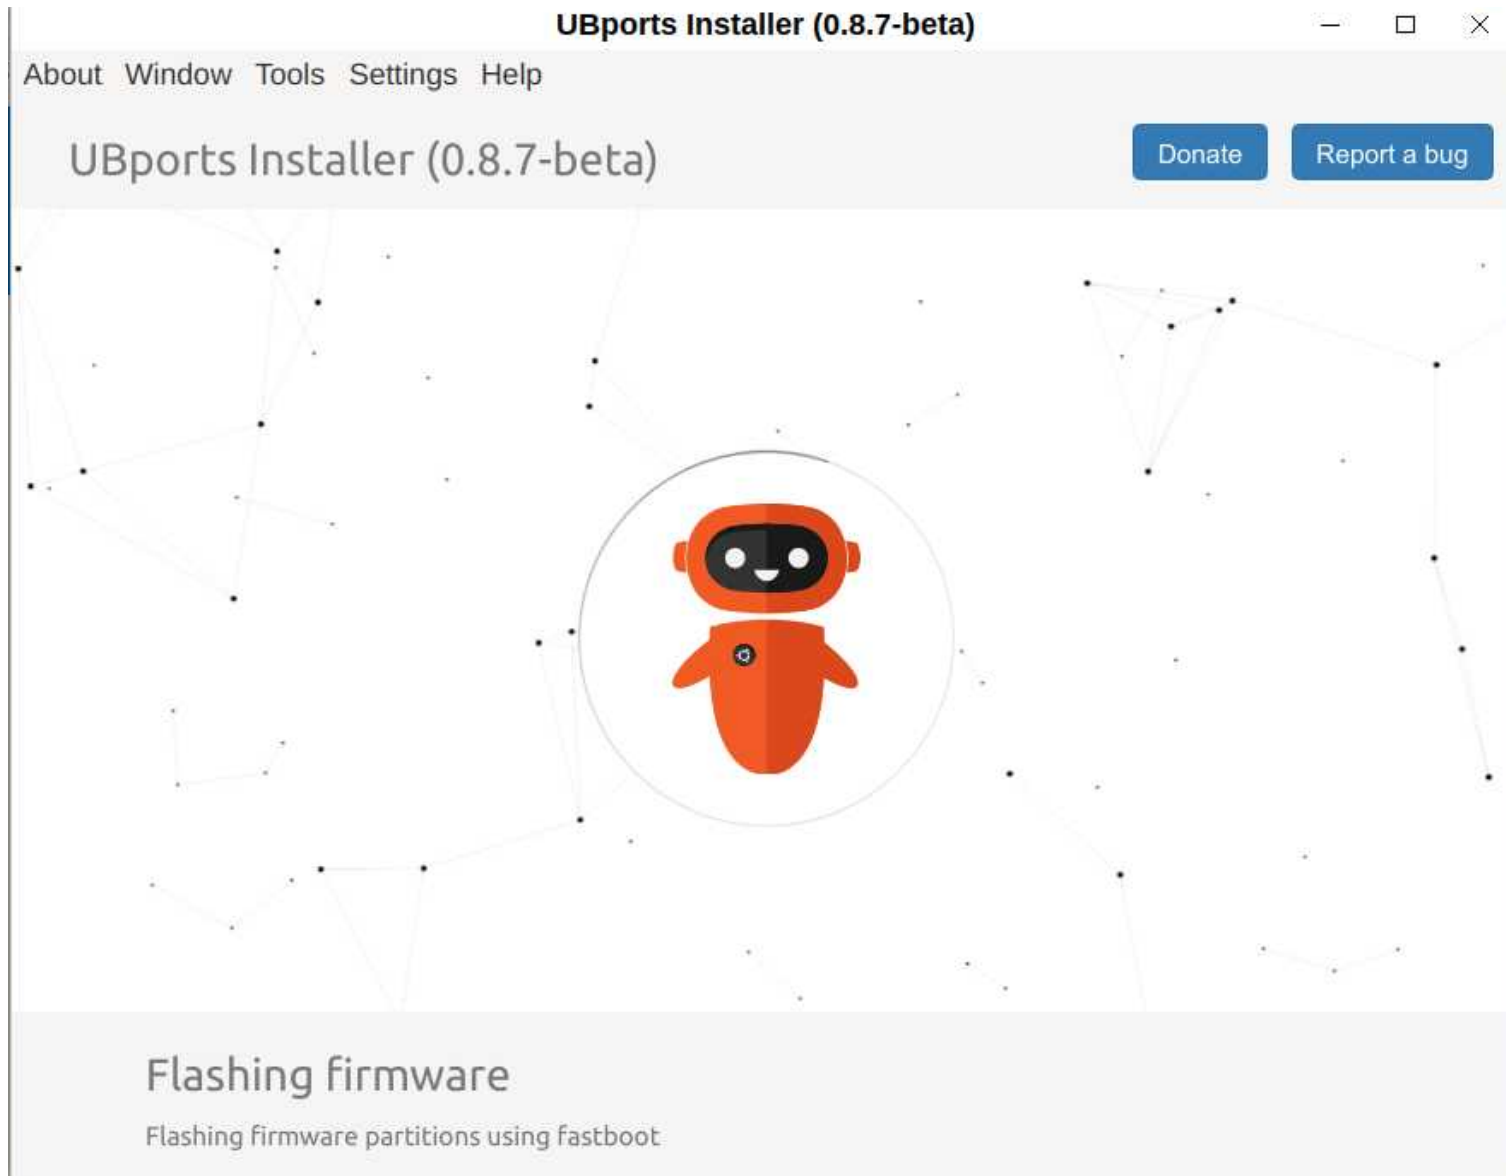 UBports Installer (0.8.7-beta)
About Window Tools Settings Help
UBports Installer (0.8.7-beta)
Donate
Report a bug
Flashing firmware
Flashing firmware partitions using fastboot